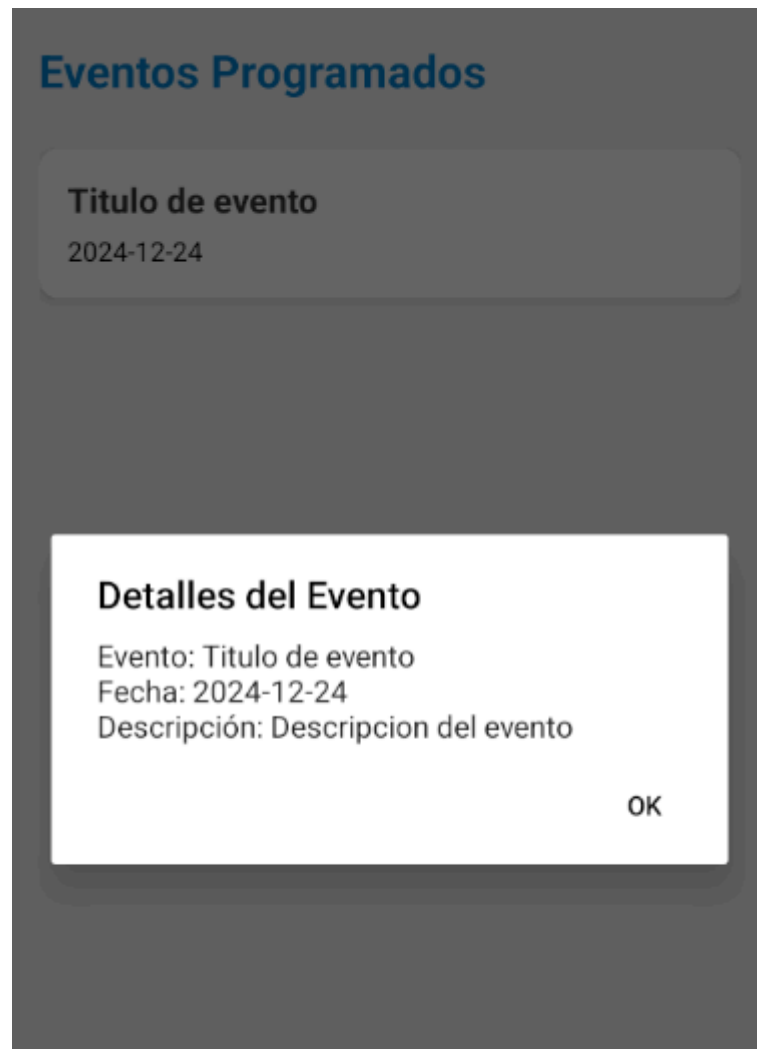 Eventos Programados
Titulo de evento
2024-12-24
Detalles del Evento
Evento: Titulo de evento
Fecha: 2024-12-24
Descripción: Descripcion del evento
OK